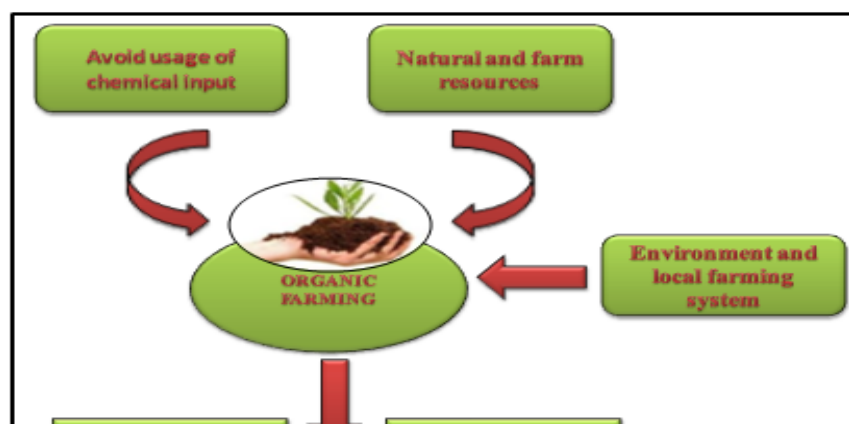 Avoid usage of
chemical input
Natural and farm
resources
ORGANIC
FARMING
Environment and
local farming
system